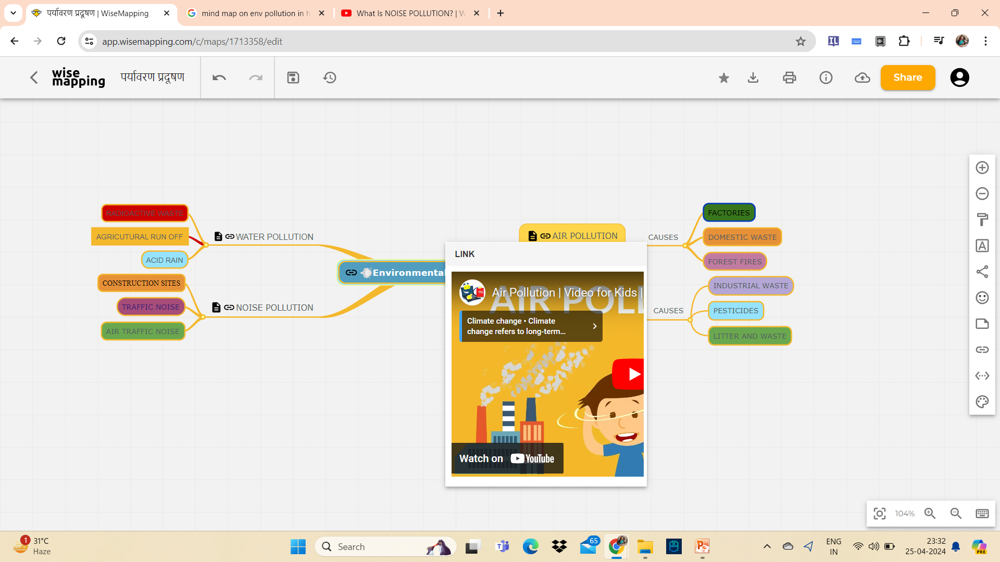 पर्यावरण प्रदूषण | WiseMapping
mind map on env pollution in h
What Is NOISE POLLUTION? | W
app.wisemapping.com/c/maps/1713358/edit
wise
mapping
पर्यावरण प्रदूषण
Share
RADIOACTIVE WASTE
AGRICUTURAL RUN OFF
ACID RAIN
WATER POLLUTION
CONSTRUCTION SITES
TRAFFIC NOISE
AIR TRAFFIC NOISE
NOISE POLLUTION
Environmental
AIR POLLUTION
CAUSES
FACTORIES
DOMESTIC WASTE
FOREST FIRES
CAUSES
INDUSTRIAL WASTE
PESTICIDES
LITTER AND WASTE
LINK
AIR POLL
Air Pollution | Video for Kids |
Climate change • Climate
change refers to long-term...
Watch on YouTube
104%
1
31°C
Haze
Search
65
ENG
IN
23:32
25-04-2024
PRE